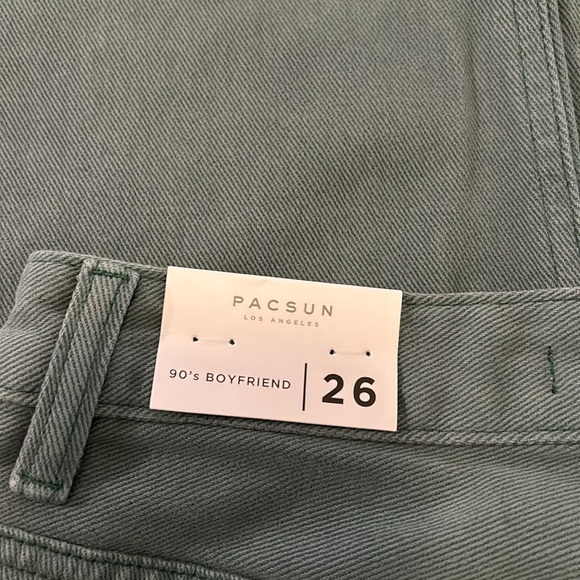 PACSUN
LOS ANGELES
90's BOYFRIEND | 26